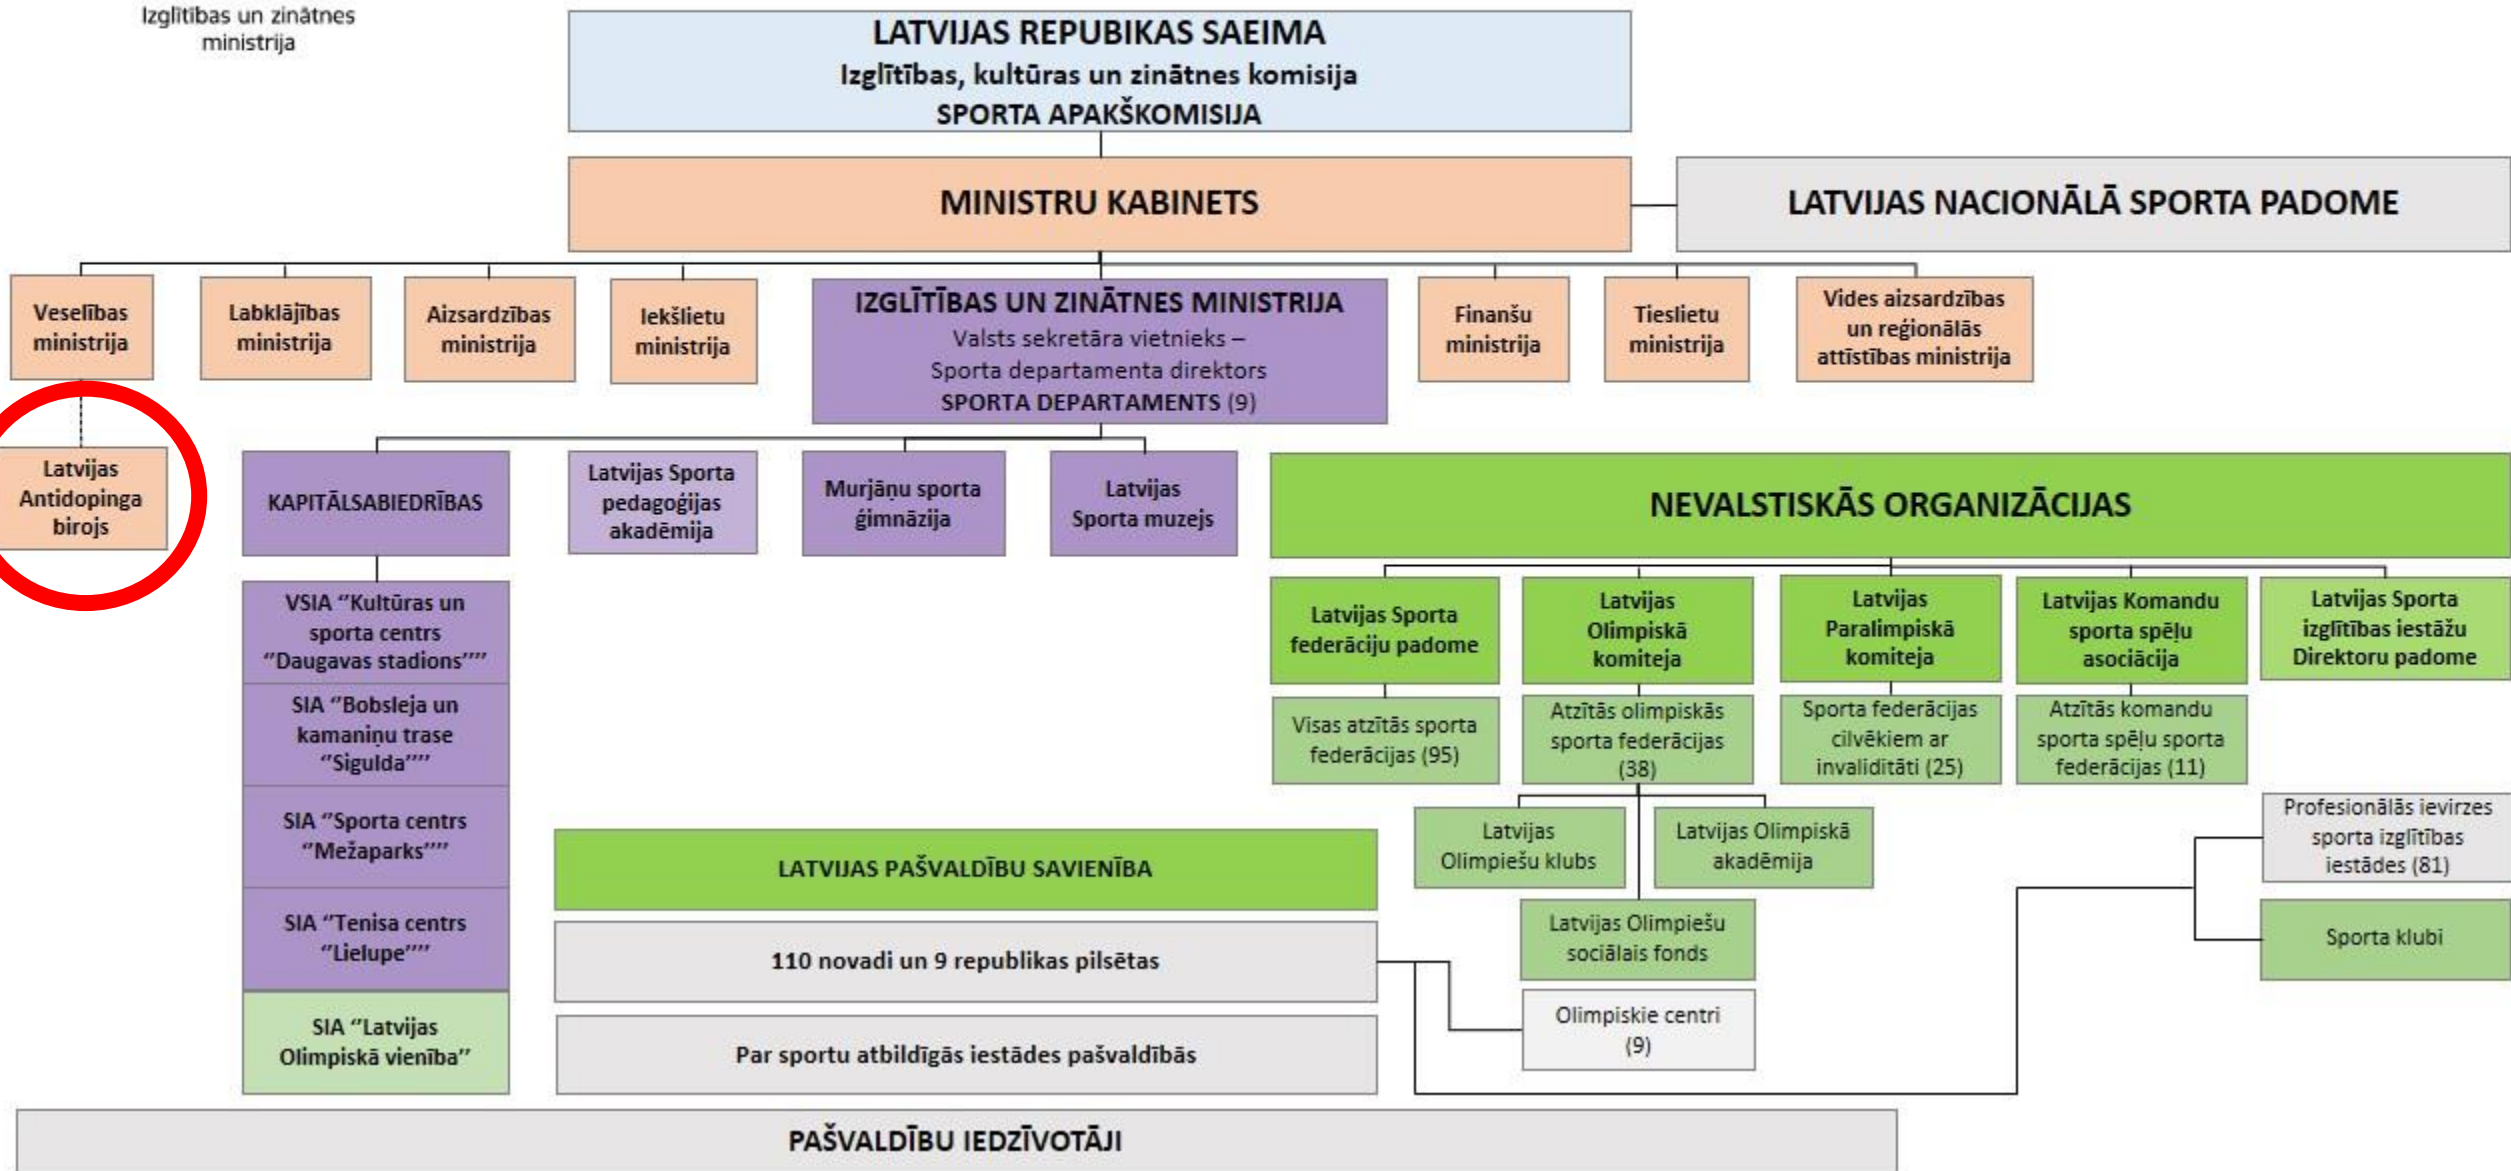 Izglītības un zinātnes
ministrija
LATVIJAS REPUBIKAS SAEIMA
Izglītības, kultūras un zinātnes komisija
SPORTA APAKŠKOMISIJA
MINISTRU KABINETS
LATVIJAS NACIONĀLĀ SPORTA PADOME
Veselības
ministrija
Labklājības
ministrija
Aizsardzības
ministrija
Iekšlietu
ministrija
IZGLĪTĪBAS UN ZINĀTNES MINISTRIJA
Valsts sekretāra vietnieks –
Sporta departamenta direktors
SPORTA DEPARTAMENTS (9)
Finanšu
ministrija
Tieslietu
ministrija
Vides aizsardzības
un reģionālās
attīstības ministrija
Latvijas
Antidopinga
birojs
KAPITĀLSABIEDRĪBAS
Latvijas Sporta
pedagoģijas
akadēmija
Murjāņu sporta
ģimnāzija
Latvijas
Sporta muzejs
NEVALSTISKĀS ORGANIZĀCIJAS
VSIA “Kultūras un
sporta centrs
“Daugavas stadions””
SIA “Bobsleja un
kamaniņu trase
“Sigulda””
SIA “Sporta centrs
“Mežaparks””
SIA “Tenisa centrs
“Lielupe””
SIA “Latvijas
Olimpiskā vienība”
Latvijas Sporta
federāciju padome
Latvijas
Olimpiskā
komiteja
Latvijas
Paralimpiskā
komiteja
Latvijas Komandu
sporta spēļu
asociācija
Latvijas Sporta
izglītības iestāžu
Direktoru padome
Visas atzītās sporta
federācijas (95)
Atzītās olimpiskās
sporta federācijas
(38)
Sporta federācijas
cilvēkiem ar
invaliditāti (25)
Atzītās komandu
sporta spēļu sporta
federācijas (11)
Latvijas
Olimpiešu klubs
Latvijas Olimpiskā
akadēmija
Latvijas Olimpiešu
sociālais fonds
Olimpiskie centri
(9)
Profesionālās ievirzes
sporta izglītības
iestādes (81)
Sporta klubi
LATVIJAS PAŠVALDĪBU SAVIENĪBA
110 novadi un 9 republikas pilsētas
Par sportu atbildīgās iestādes pašvaldībās
PAŠVALDĪBU IEDZĪVOTĀJI